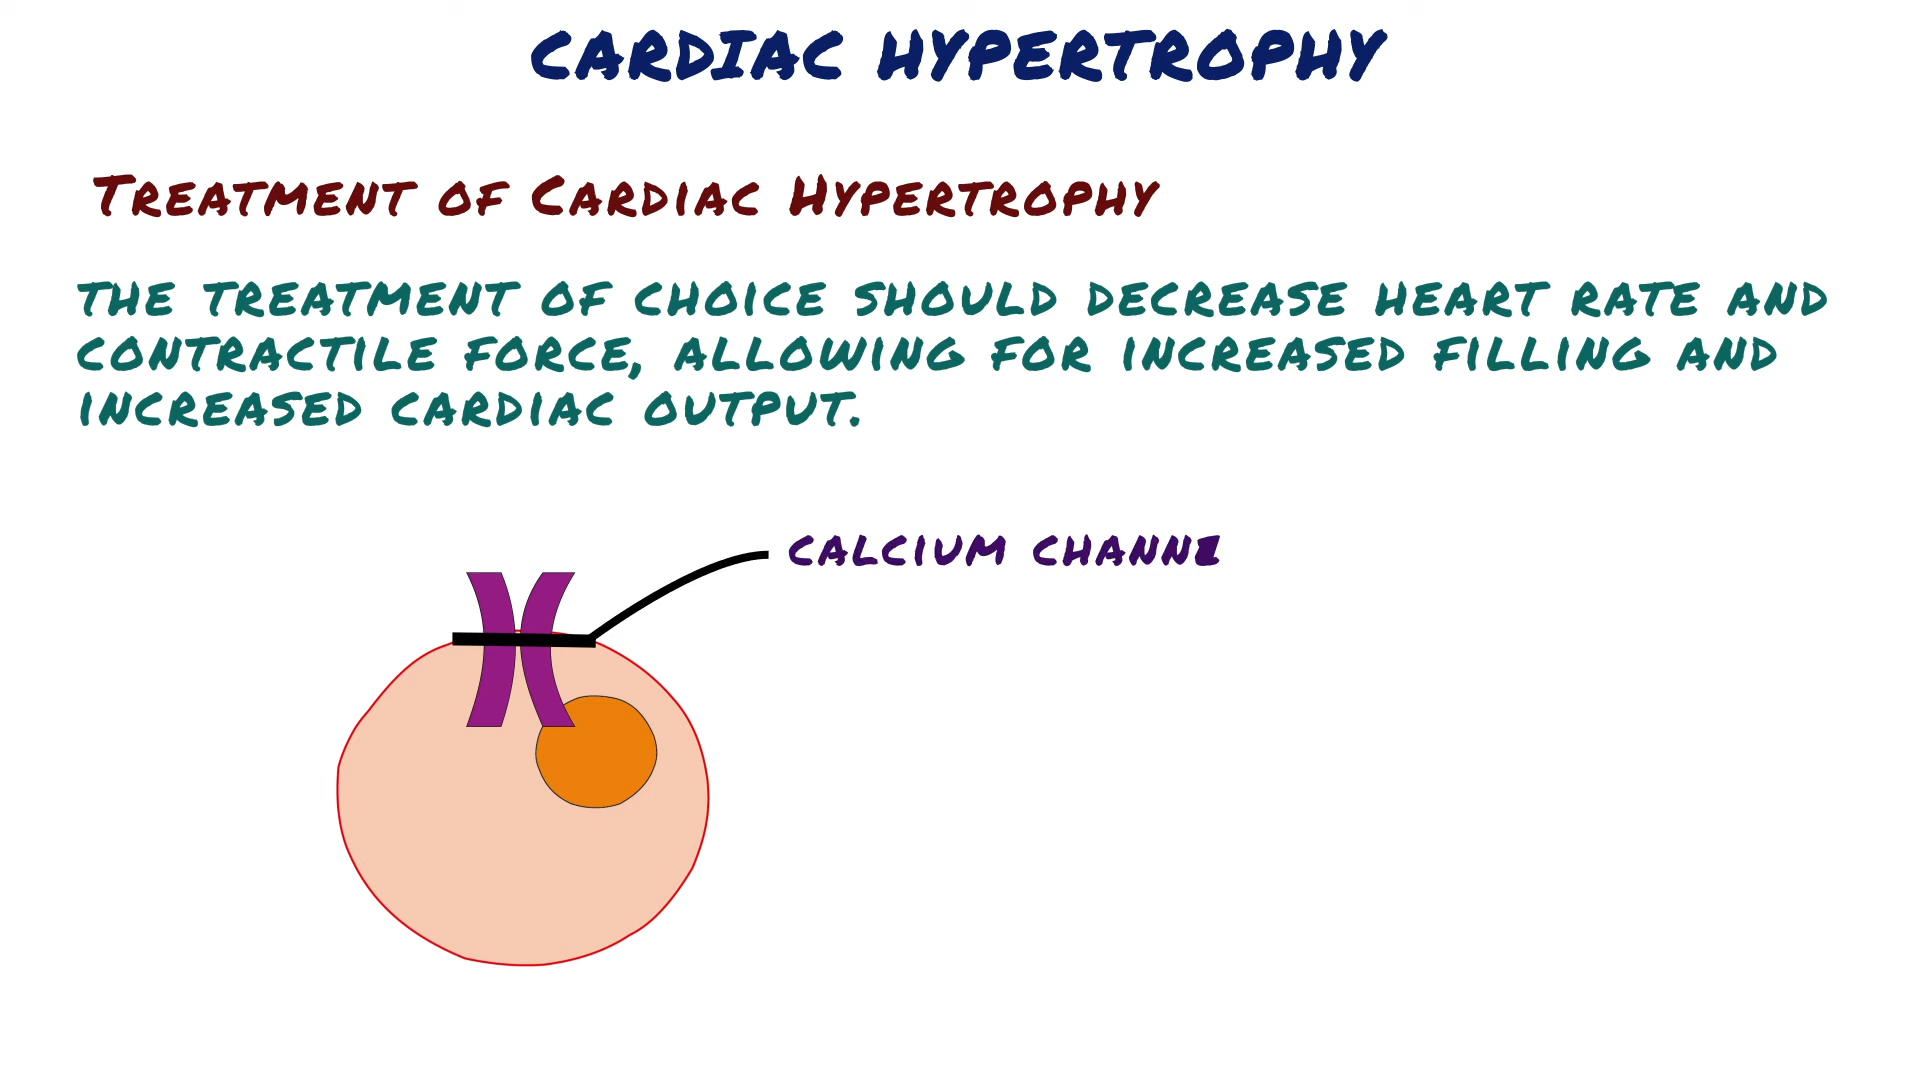 CARDIAC HYPERTROPHY
TREATMENT OF CARDIAC HYPERTROPHY
THE TREATMENT OF CHOICE SHOULD DECREASE HEART RATE AND
CONTRACTILE FORCE, ALLOWING FOR INCREASED FILLING AND
INCREASED CARDIAC OUTPUT.
CALCIUM CHANNE